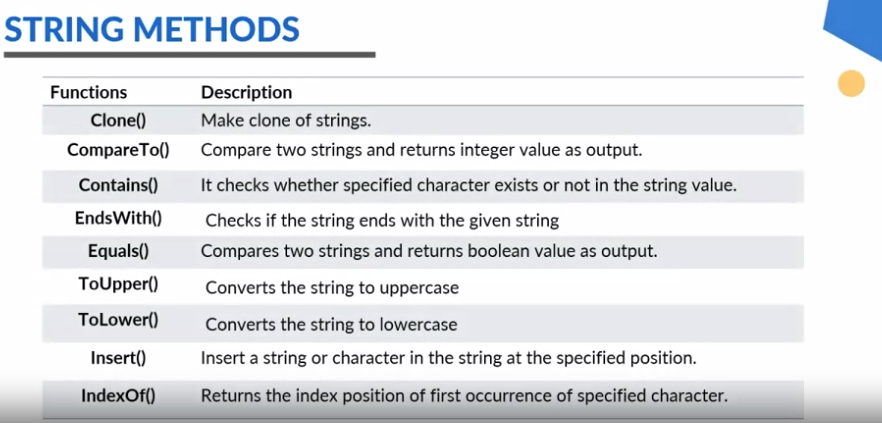 STRING METHODS
Functions Description
Clone() Make clone of strings.
CompareTo() Compare two strings and returns integer value as output.
Contains() It checks whether specified character exists or not in the string value.
EndsWith() Checks if the string ends with the given string
Equals() Compares two strings and returns boolean value as output.
ToUpper() Converts the string to uppercase
ToLower() Converts the string to lowercase
Insert() Insert a string or character in the string at the specified position.
IndexOf() Returns the index position of first occurrence of specified character.